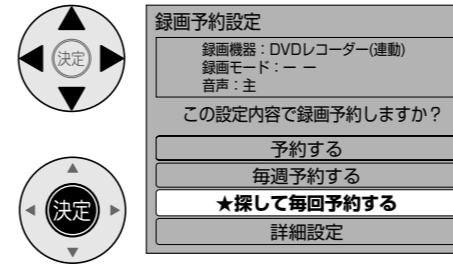 決定
録画予約設定
録画機器：DVDレコーダー(連動)
録画モード：ー ー
音声：主
この設定内容で録画予約しますか？
予約する
毎週予約する
★探して毎回予約する
詳細設定
決定